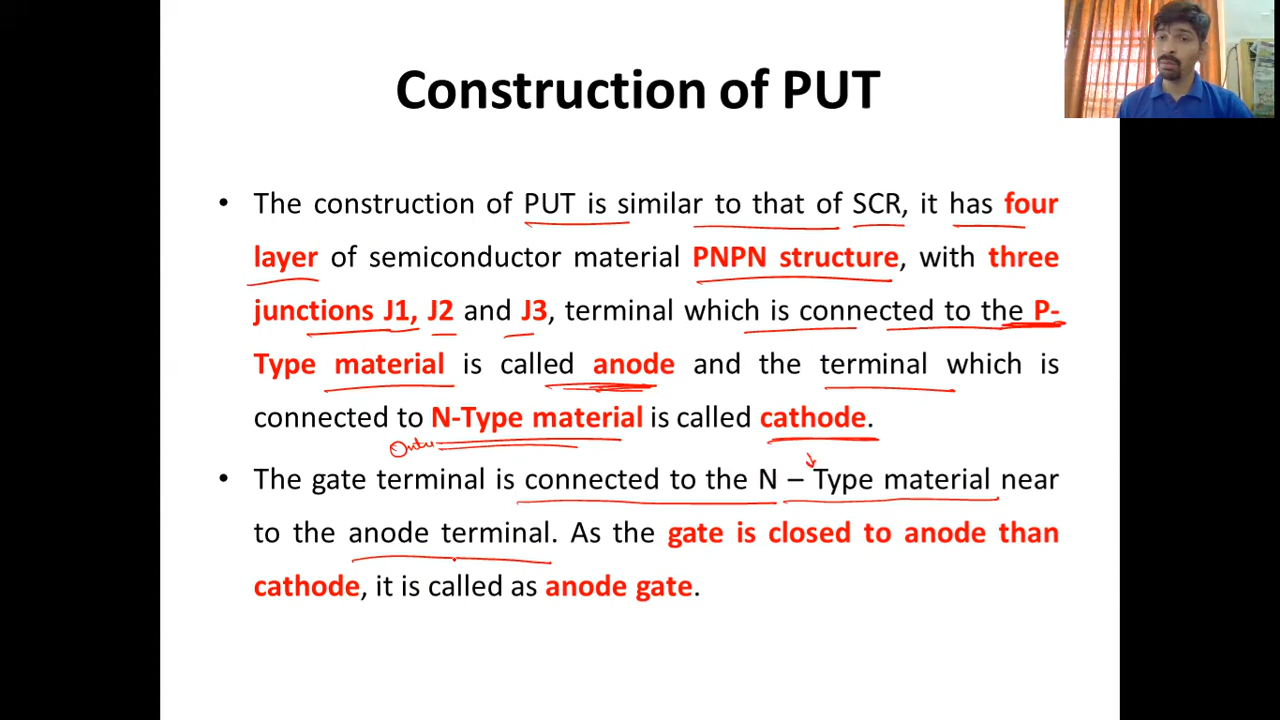 Construction of PUT
• The construction of PUT is similar to that of SCR, it has four
layer of semiconductor material PNPN structure, with three
junctions J1, J2 and J3, terminal which is connected to the P-
Type material is called anode and the terminal which is
connected to N-Type material is called cathode.
• The gate terminal is connected to the N – Type material near
to the anode terminal. As the gate is closed to anode than
cathode, it is called as anode gate.